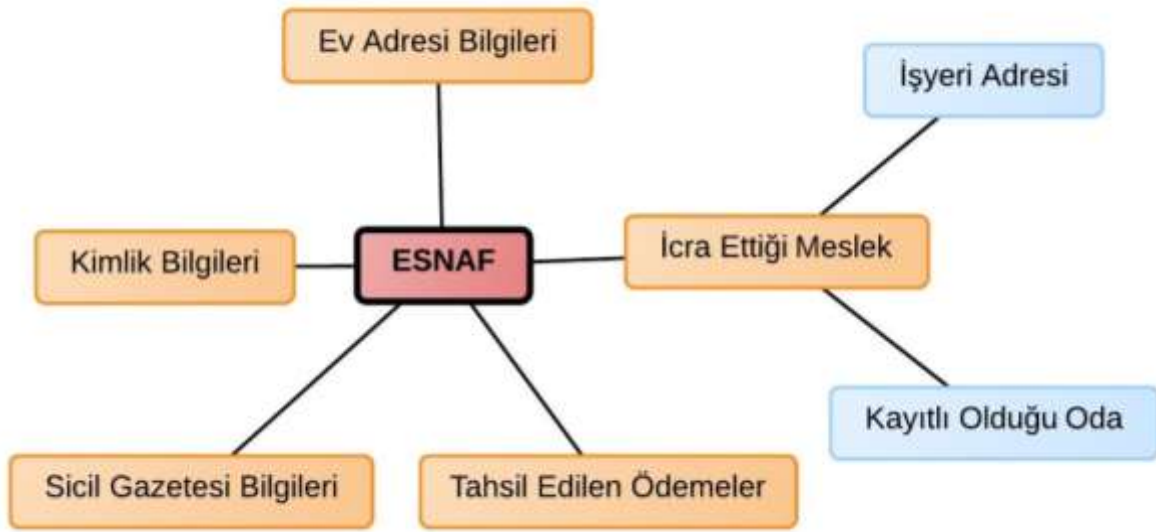 Ev Adresi Bilgileri
İşyeri Adresi
Kimlik Bilgileri
ESNAF
İcra Ettiği Meslek
Kayıtlı Olduğu Oda
Sicil Gazetesi Bilgileri
Tahsil Edilen Ödemeler